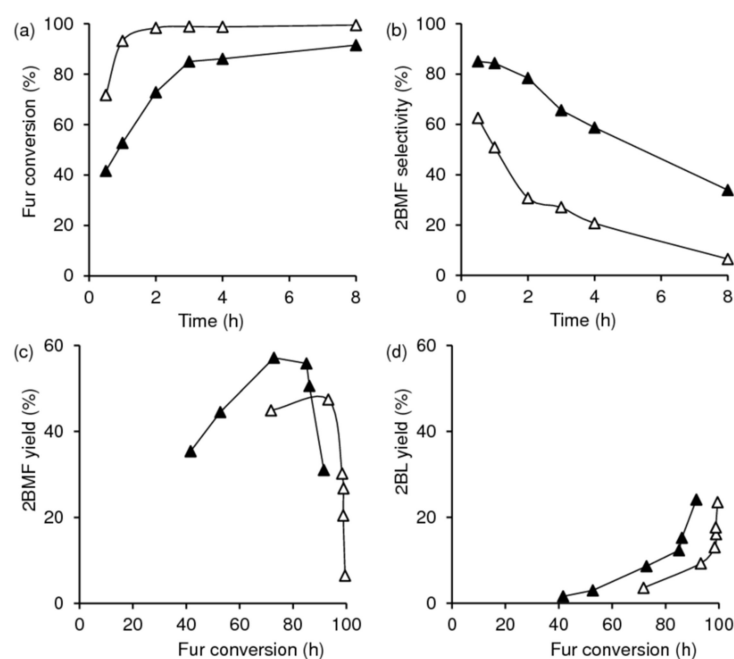 (a)
Fur conversion (%)
100
80
60
40
20
0
0 2 4 6 8
Time (h)
(b)
2BMF selectivity (%)
100
80
60
40
20
0
0 2 4 6 8
Time (h)
(c)
2BMF yield (%)
60
40
20
0
0 20 40 60 80 100
Fur conversion (h)
(d)
2BL yield (%)
60
40
20
0
0 20 40 60 80 100
Fur conversion (h)